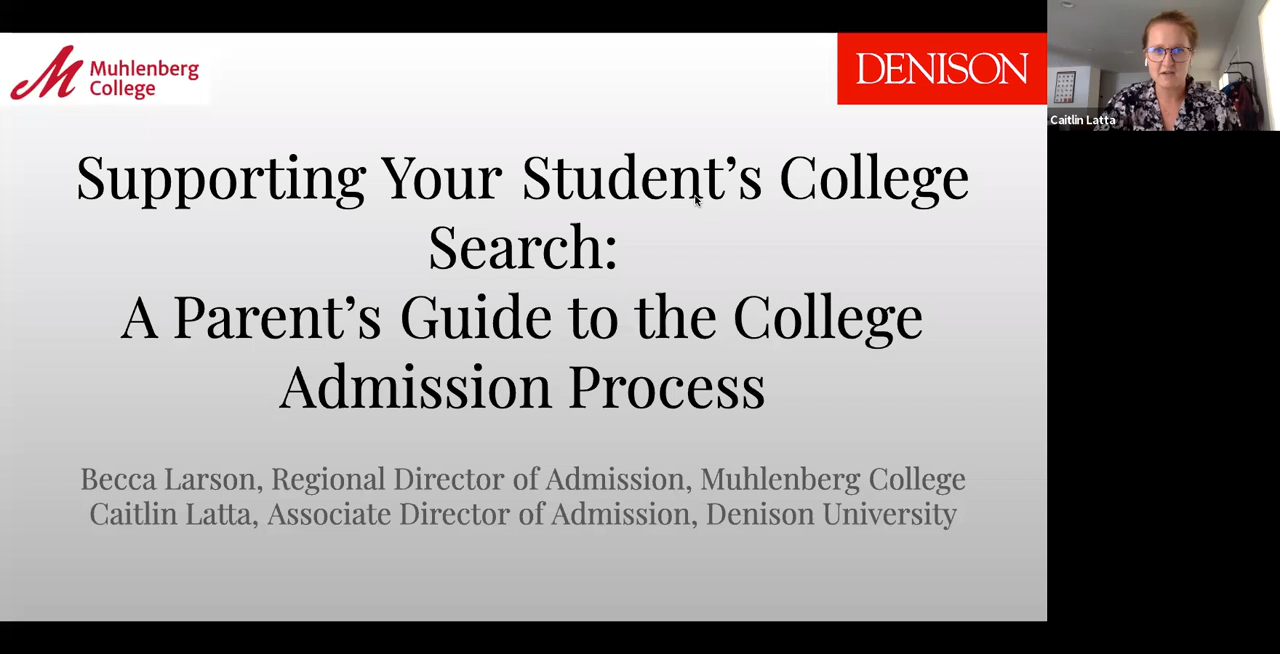 Muhlenberg
College
DENISON
Caitlin Latta
Supporting Your Student’s College
Search:
A Parent’s Guide to the College
Admission Process
Becca Larson, Regional Director of Admission, Muhlenberg College
Caitlin Latta, Associate Director of Admission, Denison University